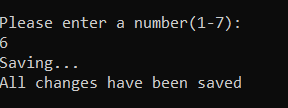 Please enter a number(1-7):
6
Saving...
All changes have been saved